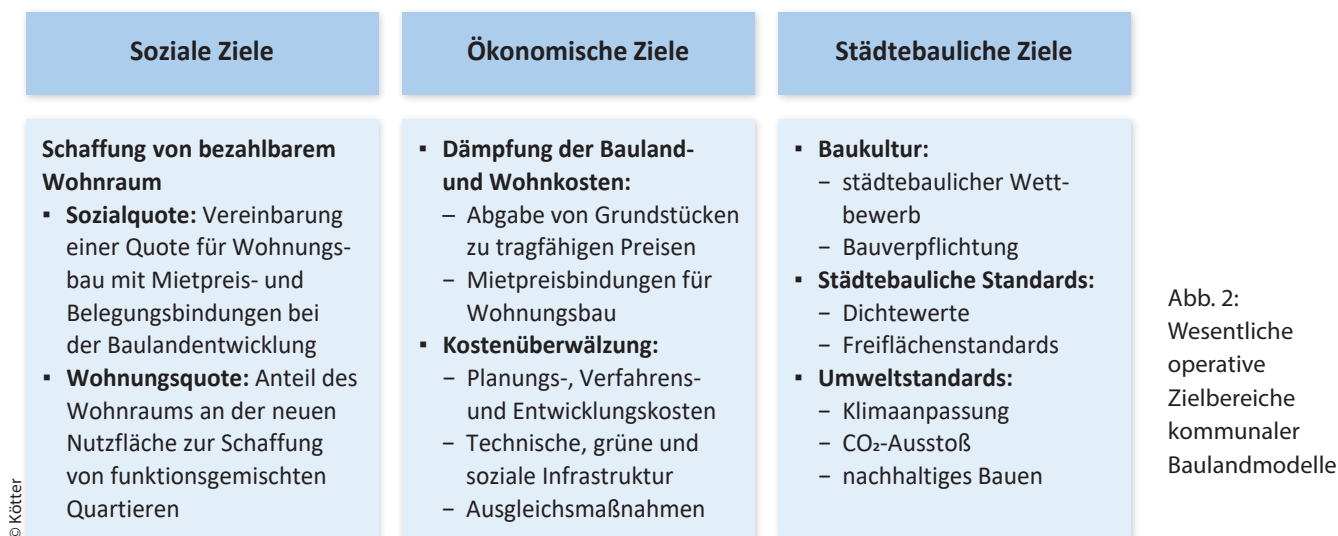 Soziale Ziele
Schaffung von bezahlbarem
Wohnraum
▪ Sozialquote: Vereinbarung
einer Quote für Wohnungs-
bau mit Mietpreis- und
Belegungsbindungen bei
der Baulandentwicklung
▪ Wohnungsquote: Anteil des
Wohnraums an der neuen
Nutzfläche zur Schaffung
von funktionsgemischten
Quartieren
Ökonomische Ziele
▪ Dämpfung der Bauland-
und Wohnkosten:
– Abgabe von Grundstücken
zu tragfähigen Preisen
– Mietpreisbindungen für
Wohnungsbau
▪ Kostenüberwälzung:
– Planungs-, Verfahrens-
und Entwicklungskosten
– Technische, grüne und
soziale Infrastruktur
– Ausgleichsmaßnahmen
Städtebauliche Ziele
▪ Baukultur:
– städtebaulicher Wett-
bewerb
– Bauverpflichtung
▪ Städtebauliche Standards:
– Dichtewerte
– Freiflächenstandards
▪ Umweltstandards:
– Klimaanpassung
– CO₂-Ausstoß
– nachhaltiges Bauen
Abb. 2:
Wesentliche
operative
Zielbereiche
kommunaler
Baulandmodelle
© Kötter